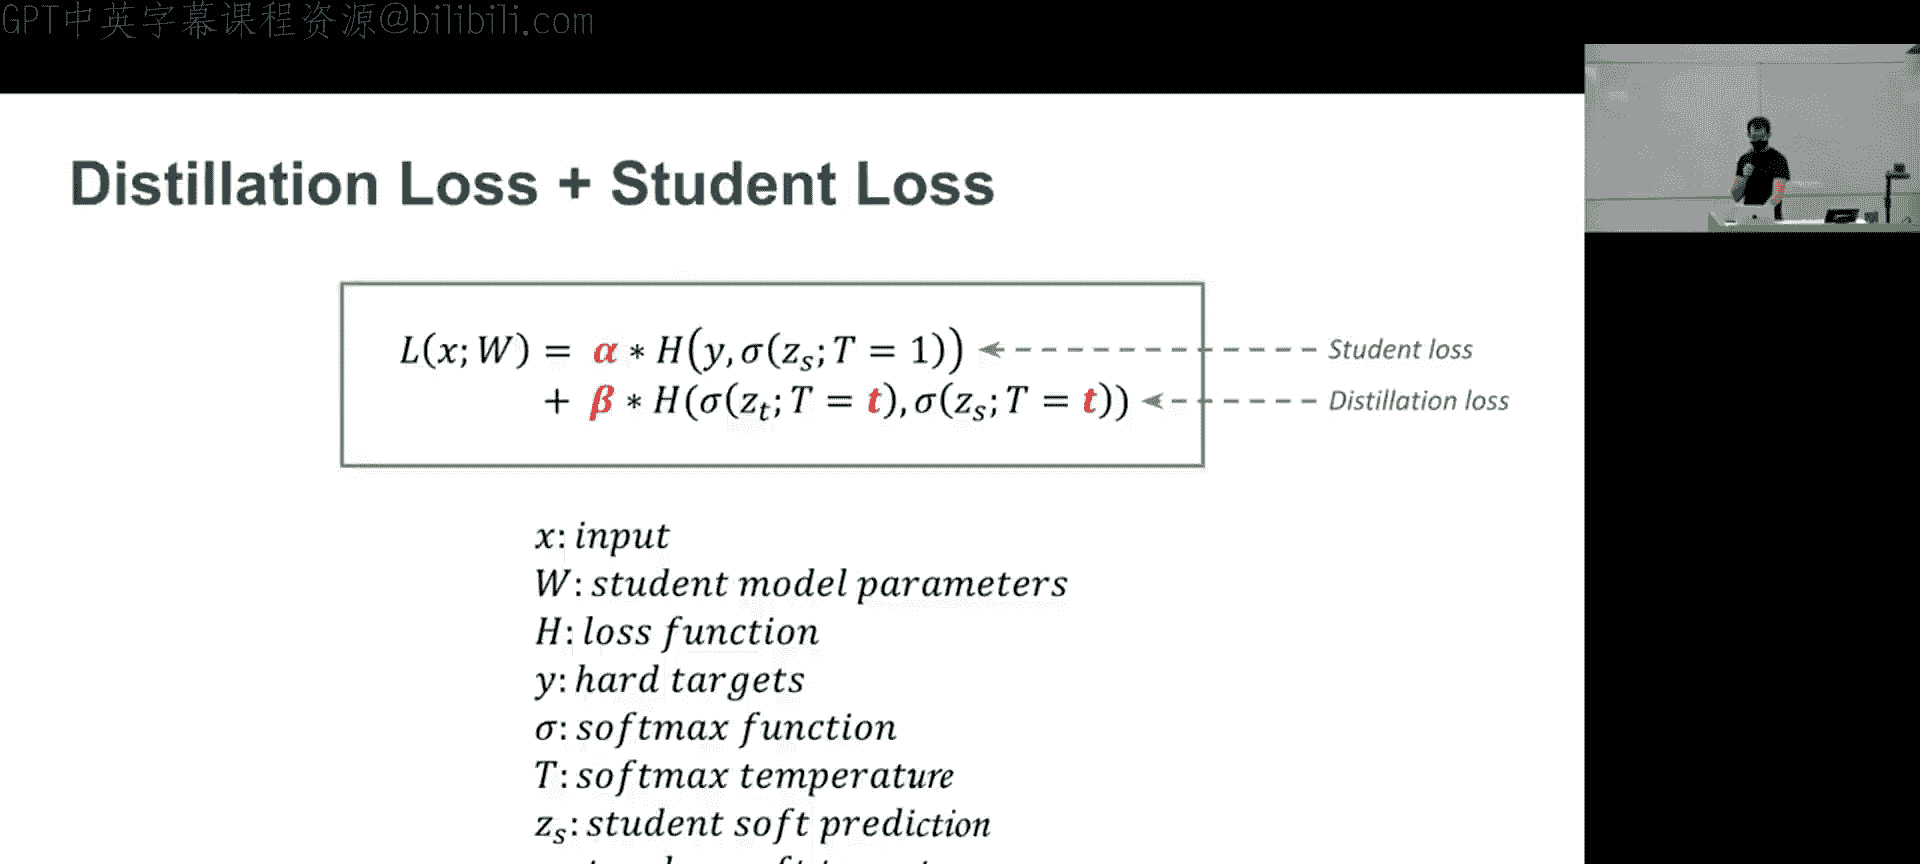 GPT中英字幕课程资源@bilibili.com
Distillation Loss + Student Loss
L(x; W) = α * H(y, σ(z_s; T = 1))
Student loss
+ β * H(σ(z_t; T = t), σ(z_s; T = t))
Distillation loss
x: input
W: student model parameters
H: loss function
y: hard targets
σ: softmax function
T: softmax temperature
z_s: student soft prediction